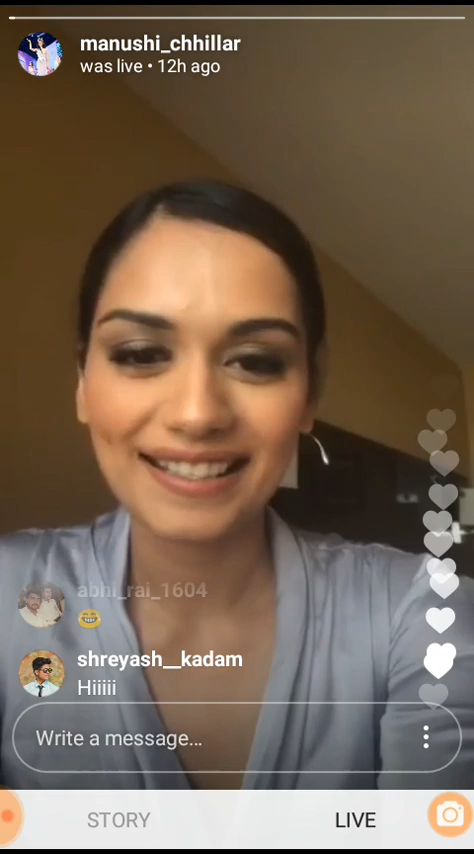 manushi_chhillar
was live • 12h ago
abhi_rai_1604
shreyash__kadam
Hiiiii
Write a message...
STORY
LIVE